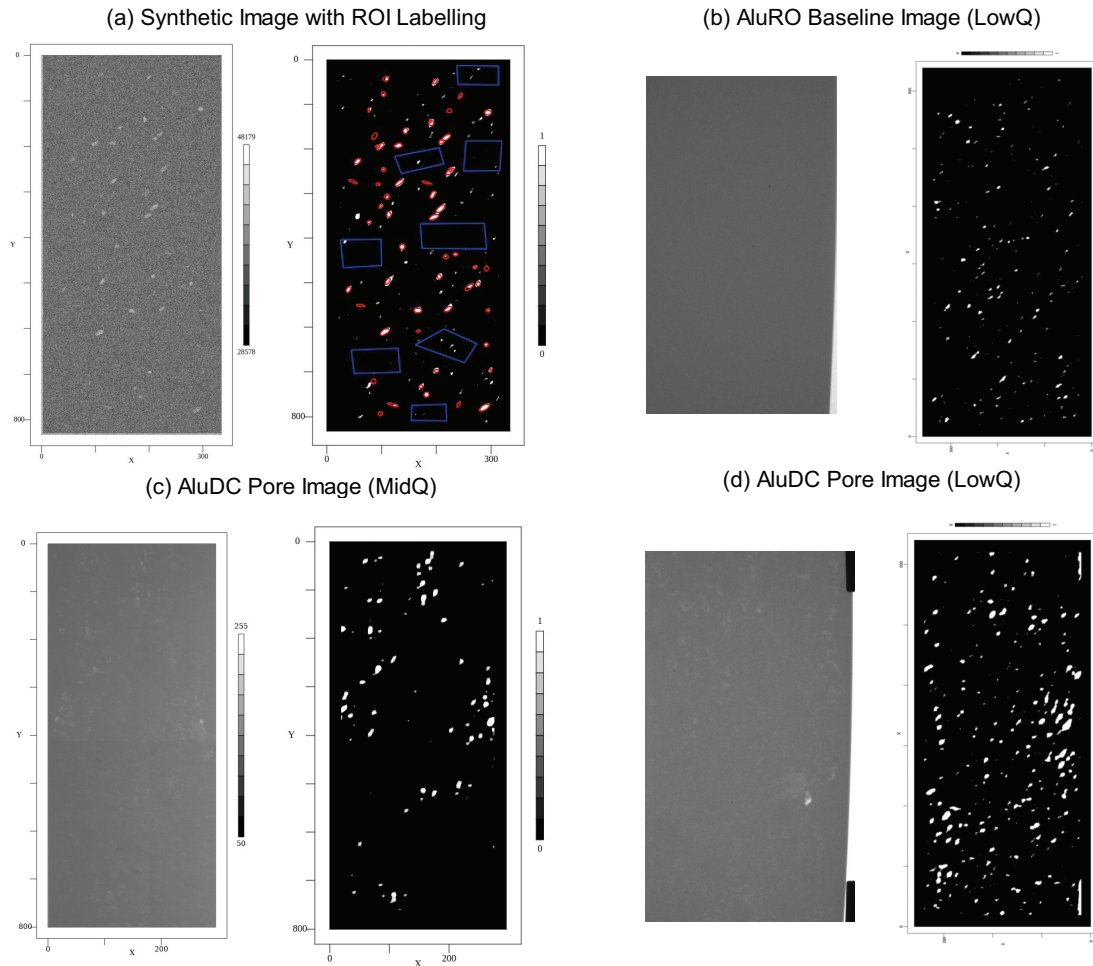 (a) Synthetic Image with ROI Labelling
0
Y
800
0
300
X
48179
28578
0
Y
800
0
300
X
1
0
(b) AluRO Baseline Image (LowQ)
(c) AluDC Pore Image (MidQ)
0
Y
800
0
200
X
255
50
0
Y
800
0
200
X
1
0
(d) AluDC Pore Image (LowQ)